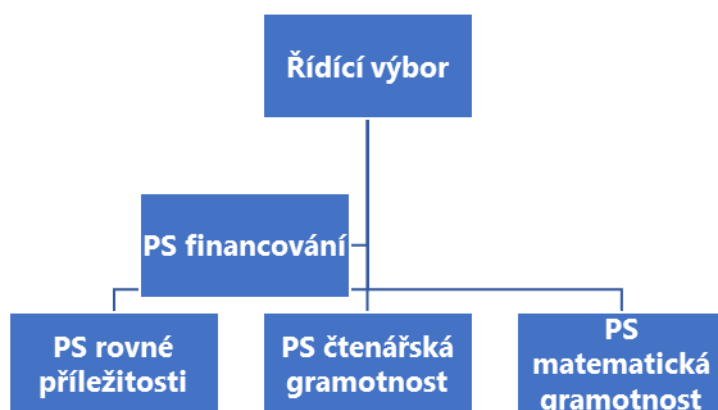 Řídící výbor
PS financování
PS rovné
příležitosti
PS čtenářská
gramotnost
PS
matematická
gramotnost